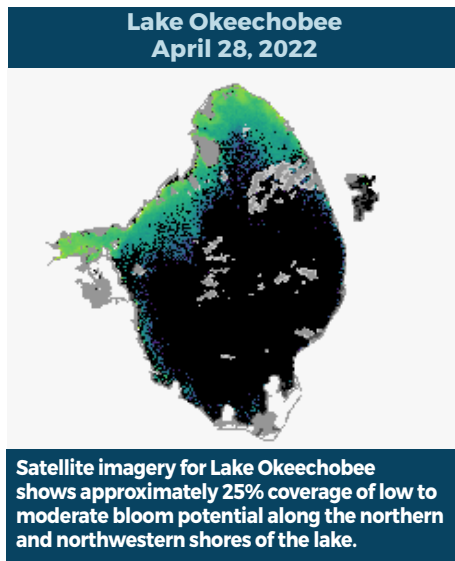 Lake Okeechobee
April 28, 2022
Satellite imagery for Lake Okeechobee
shows approximately 25% coverage of low to
moderate bloom potential along the northern
and northwestern shores of the lake.